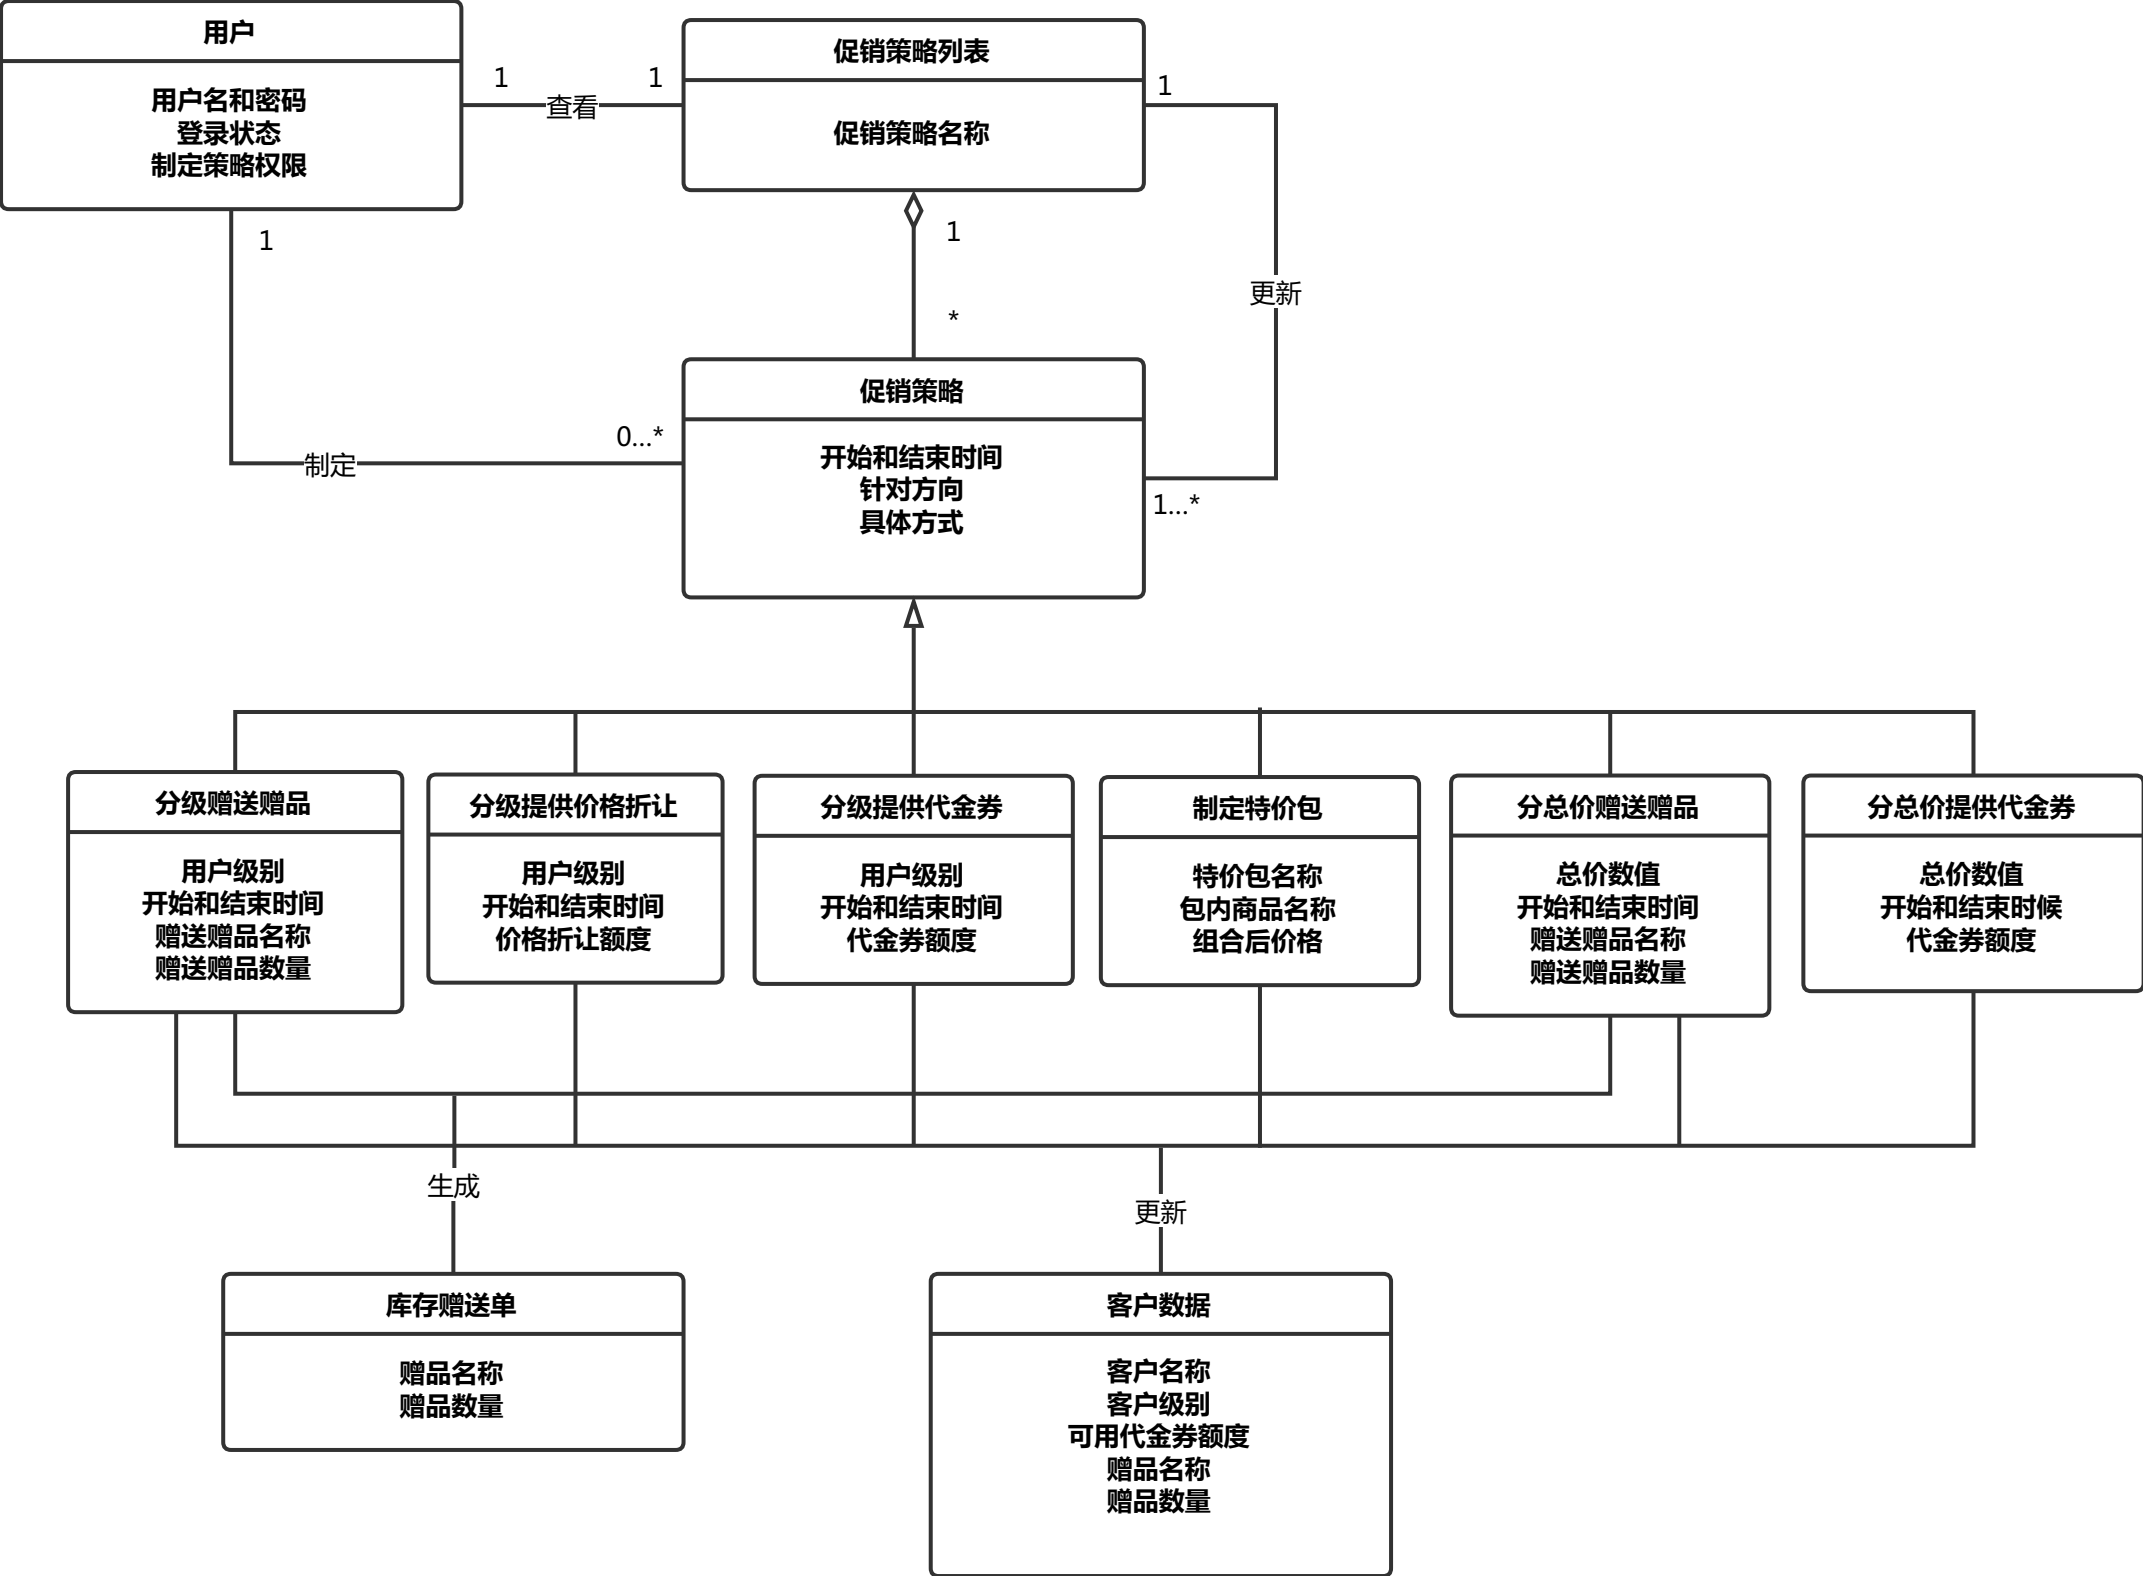 用户
用户名和密码
登录状态
制定策略权限
1
查看
1
促销策略列表
促销策略名称
1
1
*
更新
1
制定
0...*
促销策略
开始和结束时间
针对方向
具体方式
1...*
分级赠送赠品
用户级别
开始和结束时间
赠送赠品名称
赠送赠品数量
分级提供价格折让
用户级别
开始和结束时间
价格折让额度
分级提供代金券
用户级别
开始和结束时间
代金券额度
制定特价包
特价包名称
包内商品名称
组合后价格
分总价赠送赠品
总价数值
开始和结束时间
赠送赠品名称
赠送赠品数量
分总价提供代金券
总价数值
开始和结束时候
代金券额度
生成
更新
库存赠送单
赠品名称
赠品数量
客户数据
客户名称
客户级别
可用代金券额度
赠品名称
赠品数量